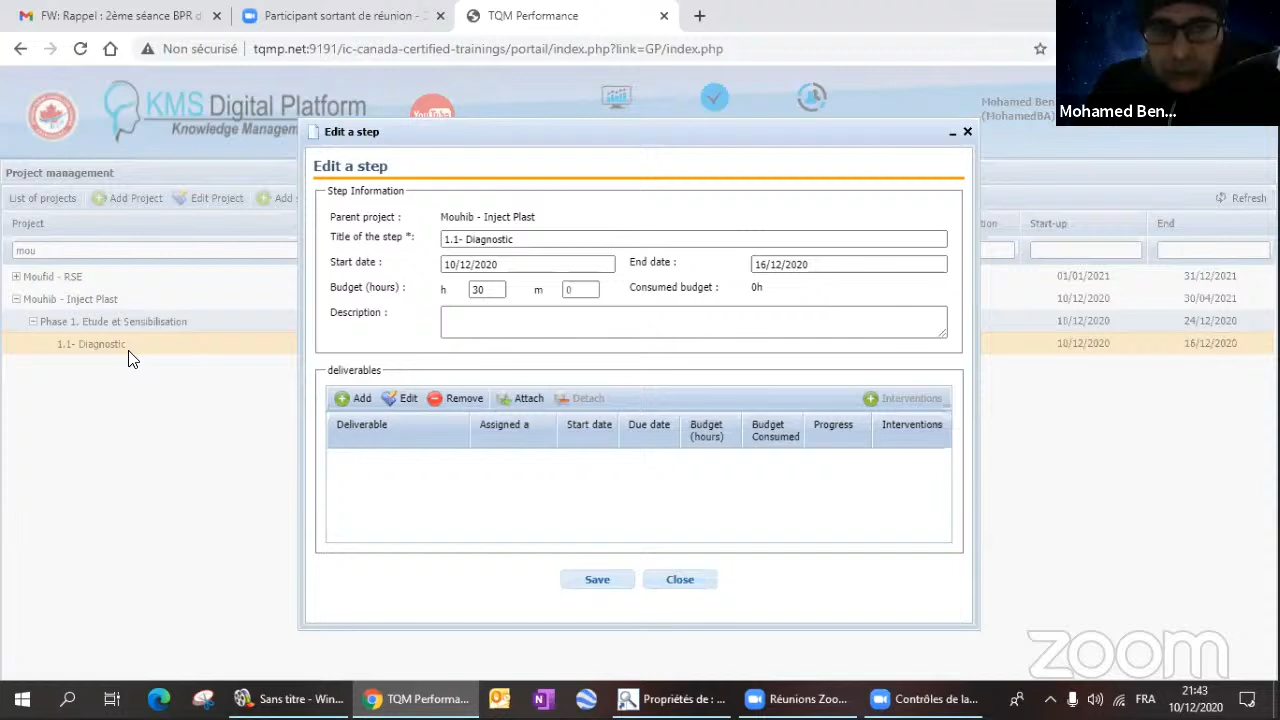 FW: Rappel : 2ème séance BPR d
Participant sortant de réunion - Z
TQM Performance
Non sécurisé
tqmp.net:9191/ic-canada-certified-trainings/portal/index.php?link=GP/index.php
KMS Digital Platform
Knowledge Managem
YouTube
Mohamed Ben
(MohamedBA)
Mohamed Ben...
Project management
List of projects
Add Project
Edit Project
Add
Refresh
Project
tion
Start-up
End
mou
Moufid - RSE
01/01/2021
31/12/2021
Mouhib - Inject Plast
10/12/2020
30/04/2021
Phase 1. Etude et Sensibilisation
10/12/2020
24/12/2020
1.1- Diagnostic
10/12/2020
16/12/2020
Edit a step
Edit a step
Step Information
Parent project :
Mouhib - Inject Plast
Title of the step *:
1.1- Diagnostic
Start date :
10/12/2020
End date :
16/12/2020
Budget (hours) :
h
30
m
0
Consumed budget :
0h
Description :
deliverables
Add
Edit
Remove
Attach
Detach
Interventions
Deliverable
Assigned a
Start date
Due date
Budget (hours)
Budget Consumed
Progress
Interventions
Save
Close
zoom
Sans titre - Win...
TQM Performa...
Propriétés de : ...
Réunions Zoo...
Contrôles de la...
FRA
21:43
10/12/2020